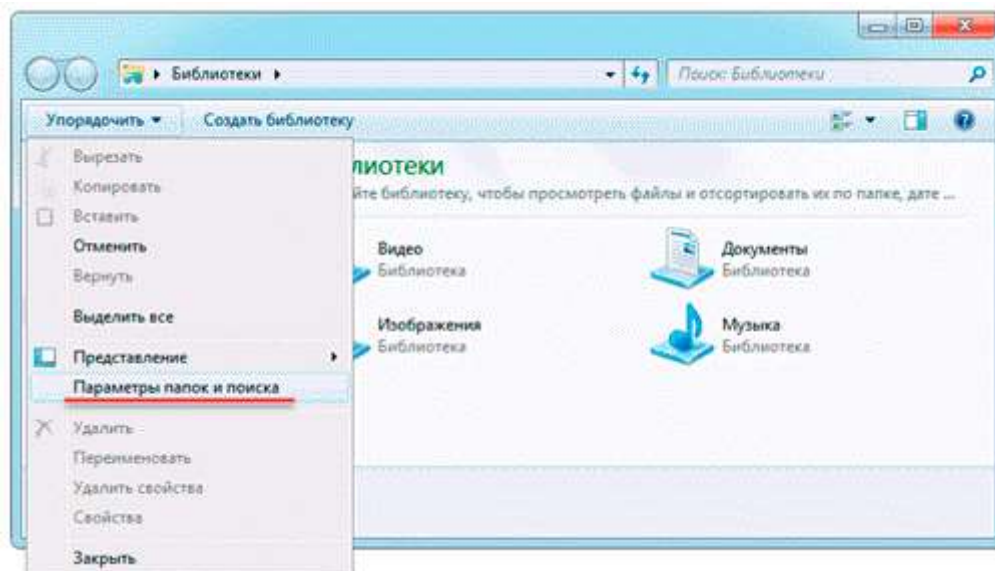 Библиотеки
Поиск: Библиотеки
Упорядочить
Создать библиотеку
Вырезать
Копировать
Вставить
Отменить
Вернуть
Выделить все
Представление
Параметры папок и поиска
Удалить
Переименовать
Удалить свойства
Свойства
Закрыть
лиотеки
йте библиотеку, чтобы просмотреть файлы и отсортировать их по папке, дате ...
Видео
Библиотека
Документы
Библиотека
Изображения
Библиотека
Музыка
Библиотека